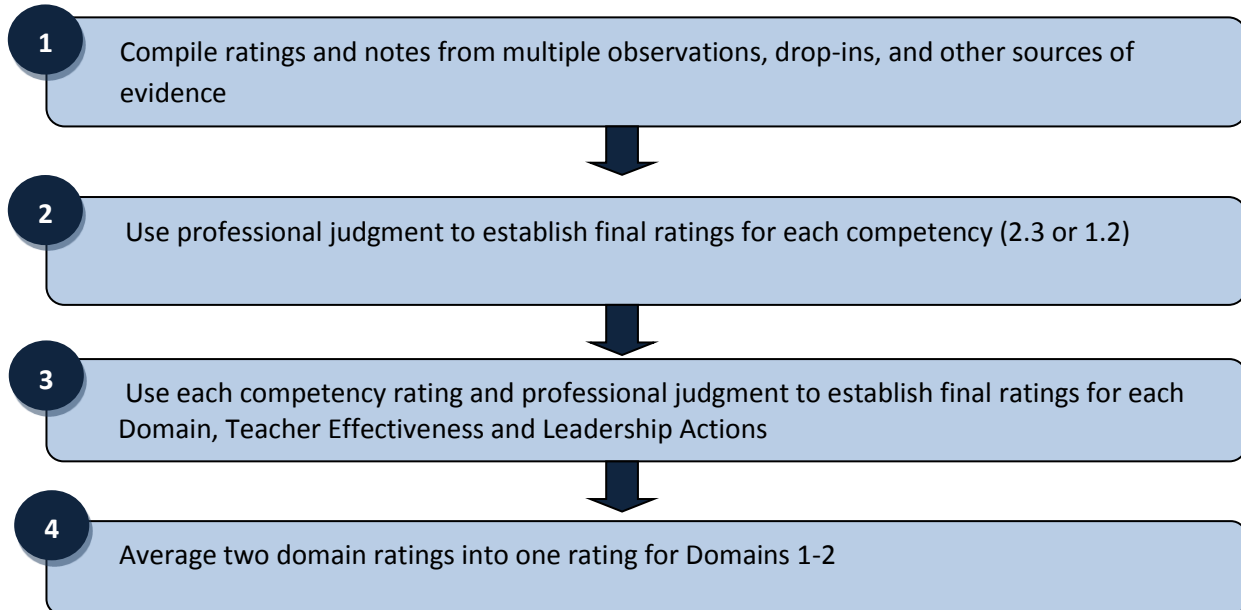 1
Compile ratings and notes from multiple observations, drop-ins, and other sources of
evidence
2
Use professional judgment to establish final ratings for each competency (2.3 or 1.2)
3
Use each competency rating and professional judgment to establish final ratings for each
Domain, Teacher Effectiveness and Leadership Actions
4
Average two domain ratings into one rating for Domains 1-2